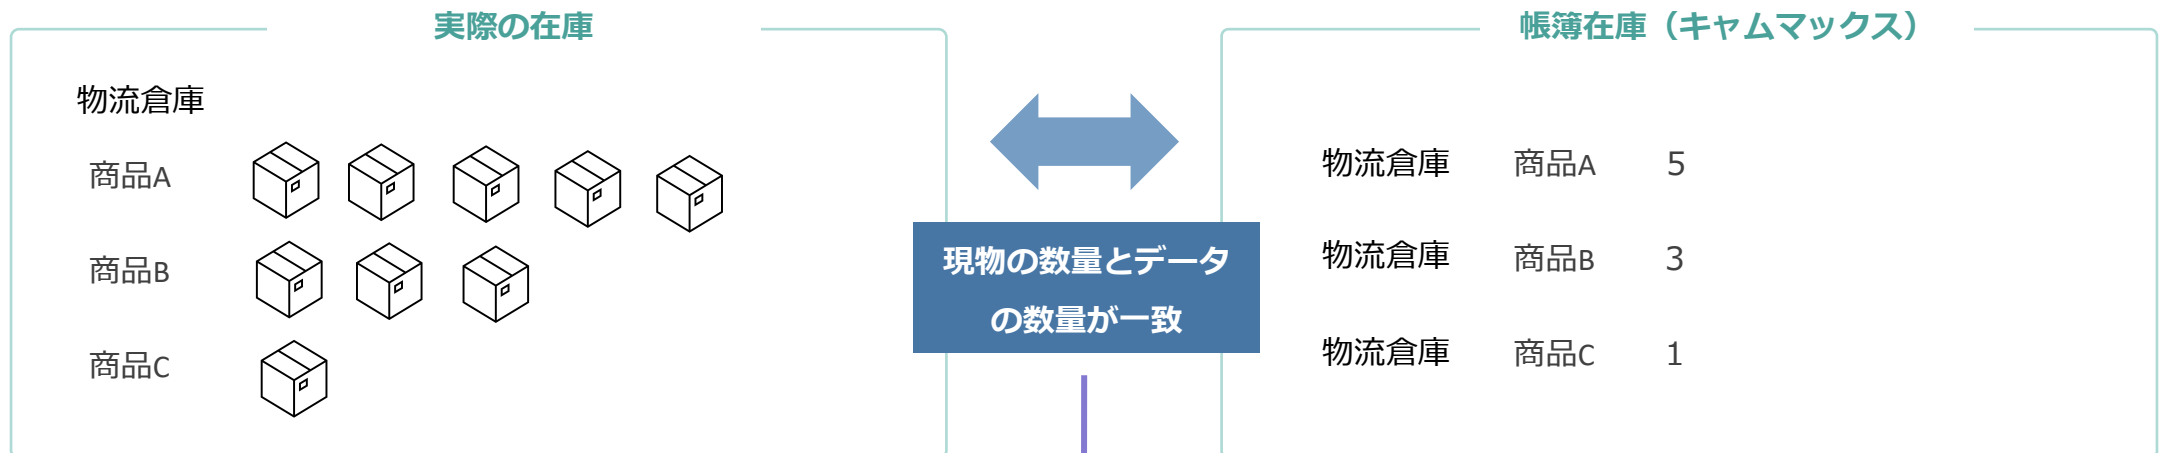 実際の在庫
物流倉庫
商品A
商品B
商品C
現物の数量とデータ
の数量が一致
帳簿在庫（キャムマックス）
物流倉庫 商品A 5
物流倉庫 商品B 3
物流倉庫 商品C 1